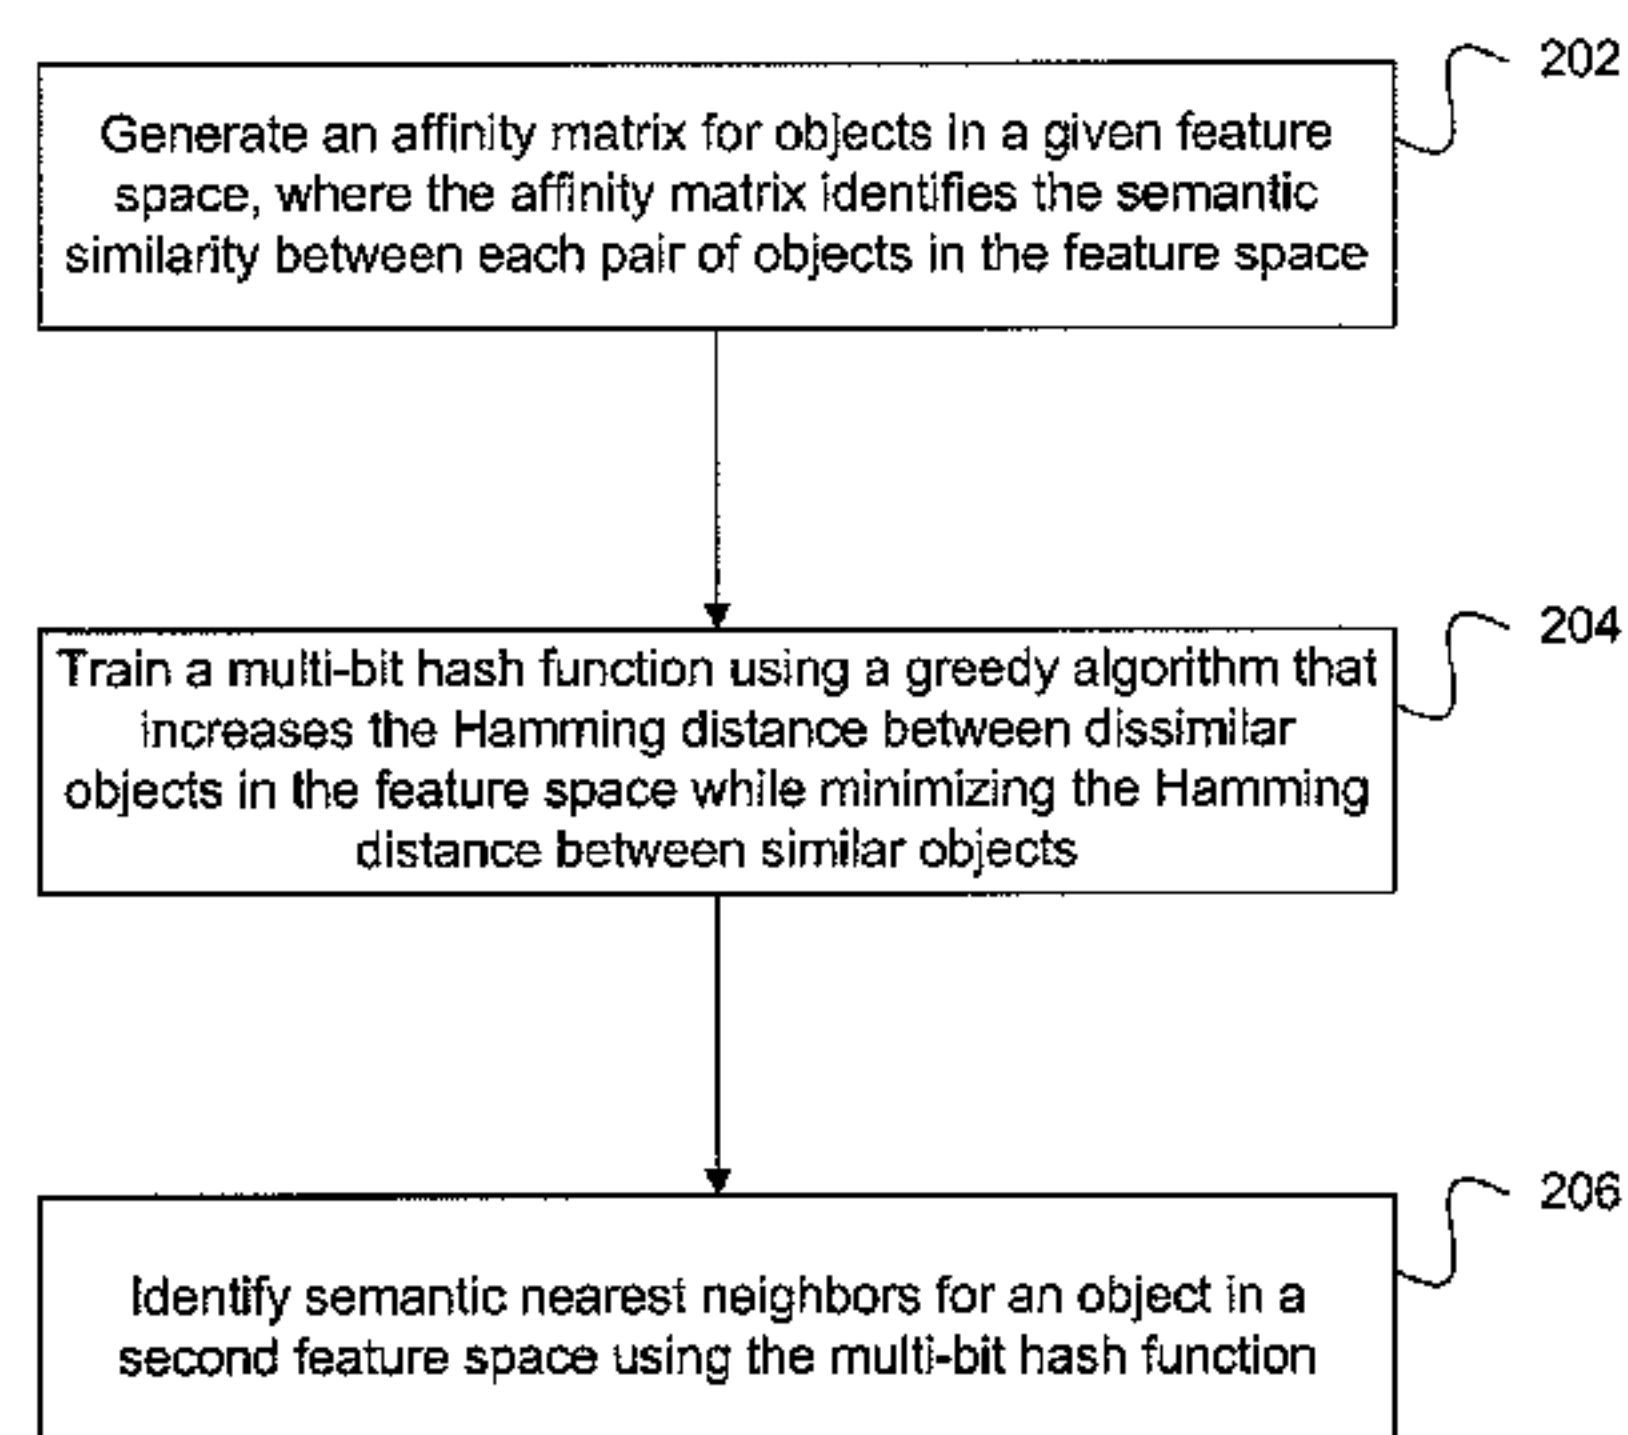 202
Generate an affinity matrix for objects in a given feature
space, where the affinity matrix identifies the semantic
similarity between each pair of objects in the feature space
204
Train a multi-bit hash function using a greedy algorithm that
increases the Hamming distance between dissimilar
objects in the feature space while minimizing the Hamming
distance between similar objects
206
Identify semantic nearest neighbors for an object in a
second feature space using the multi-bit hash function